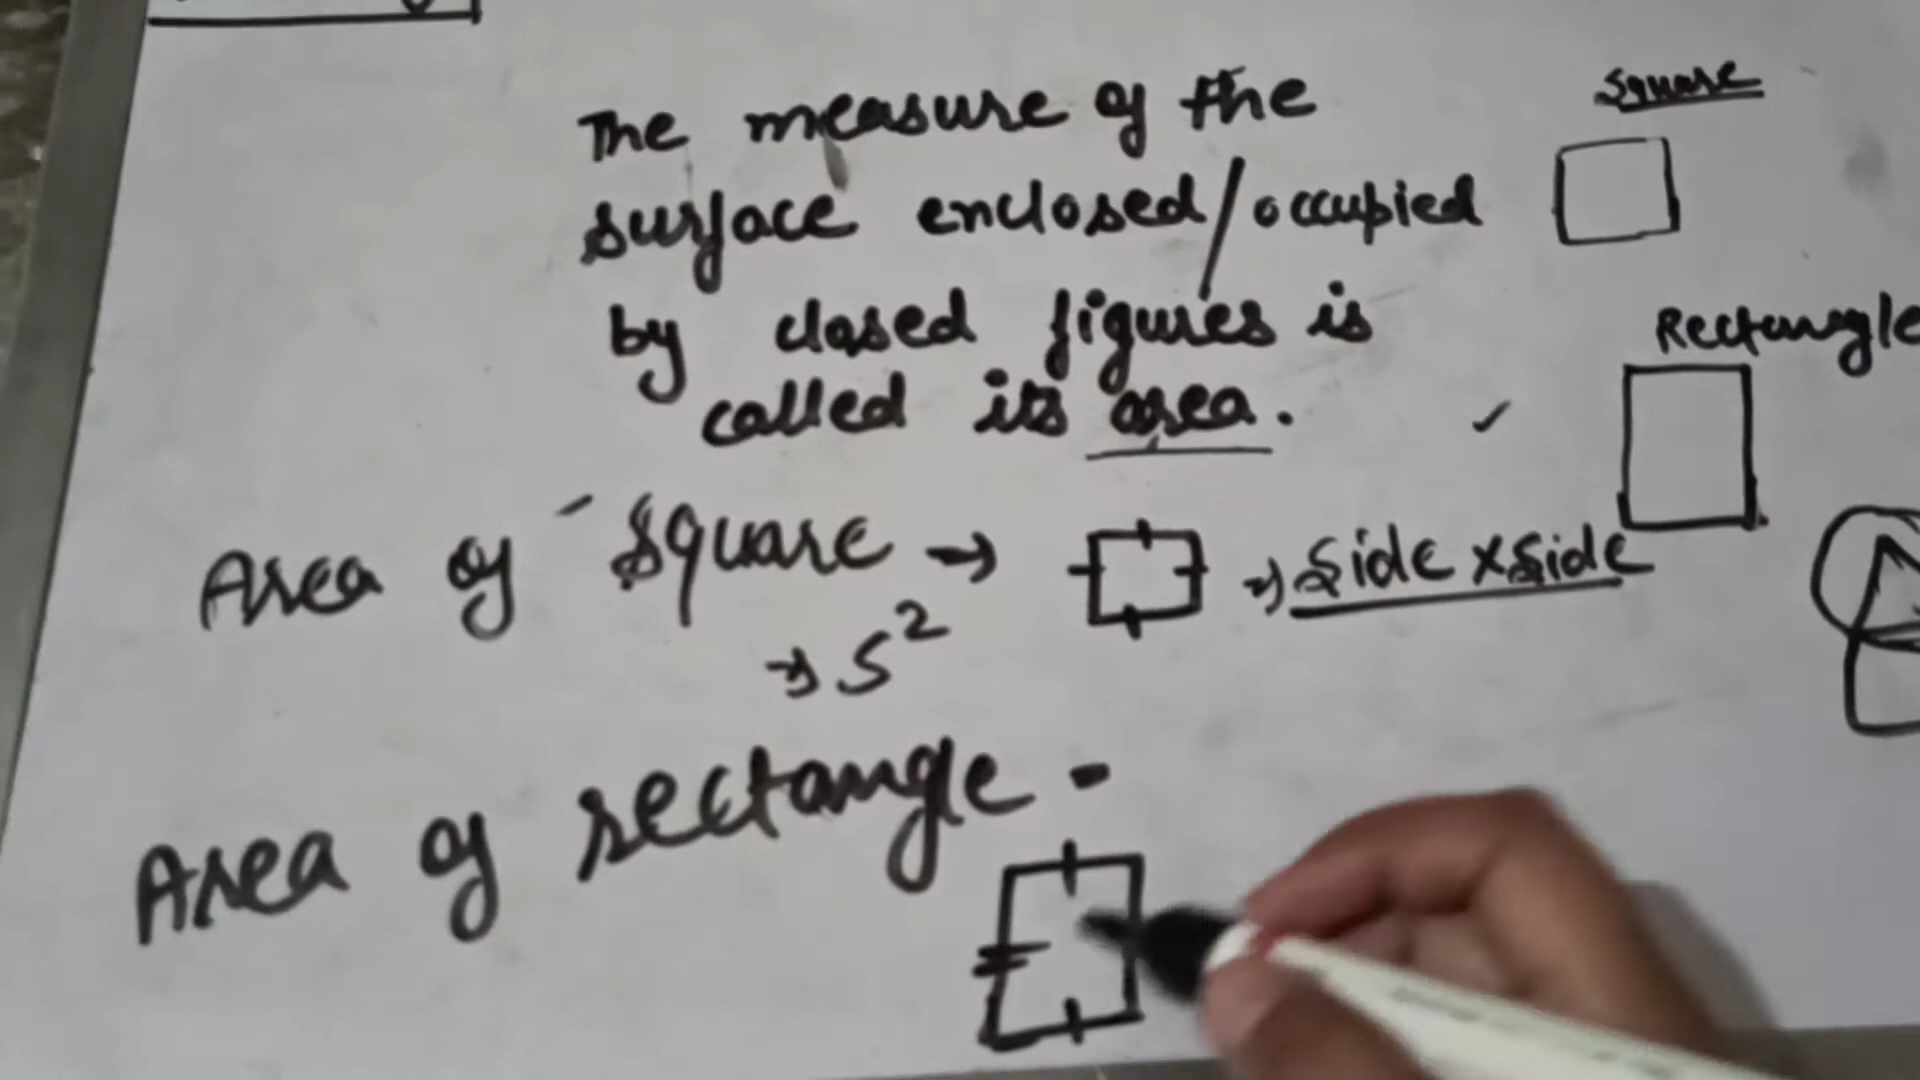 The measure of the
surface enclosed/occupied
by closed figures is
called its area.
Square
Rectangle
Area of Square → ⇒ Side x Side
⇒ S²
Area of rectangle -